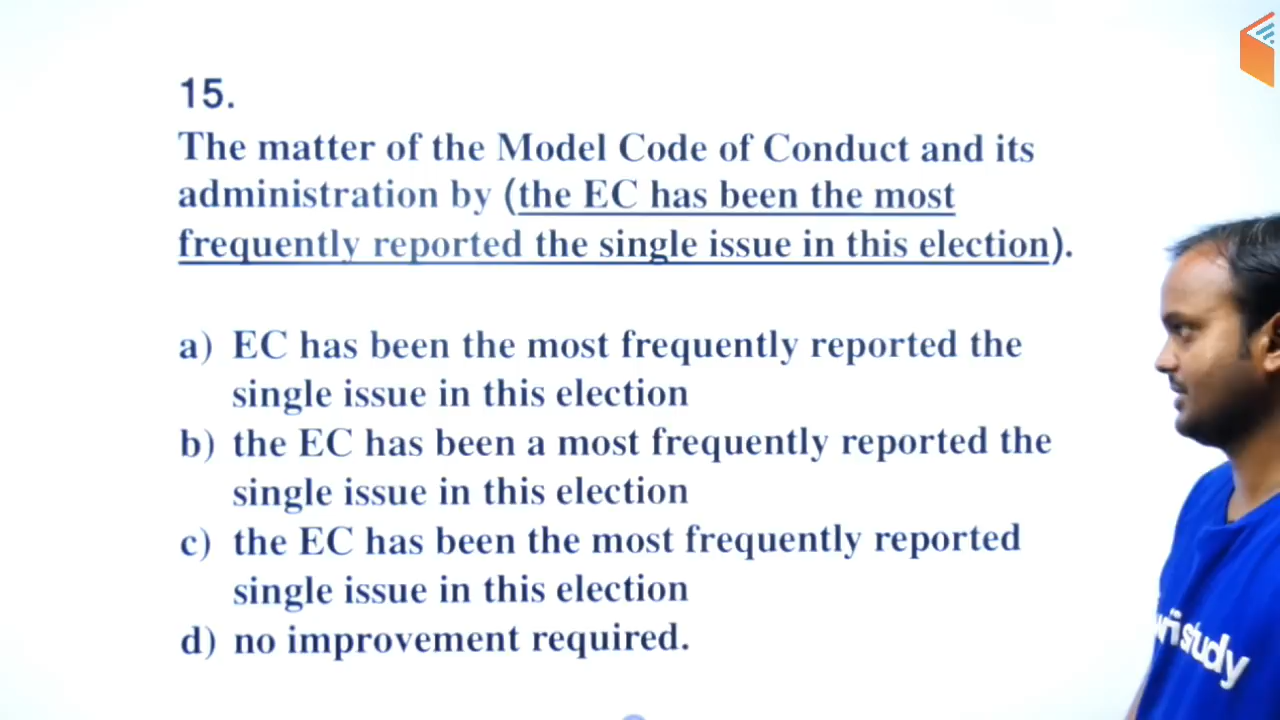 15.
The matter of the Model Code of Conduct and its
administration by (the EC has been the most
frequently reported the single issue in this election).
a) EC has been the most frequently reported the
single issue in this election
b) the EC has been a most frequently reported the
single issue in this election
c) the EC has been the most frequently reported
single issue in this election
d) no improvement required.
study